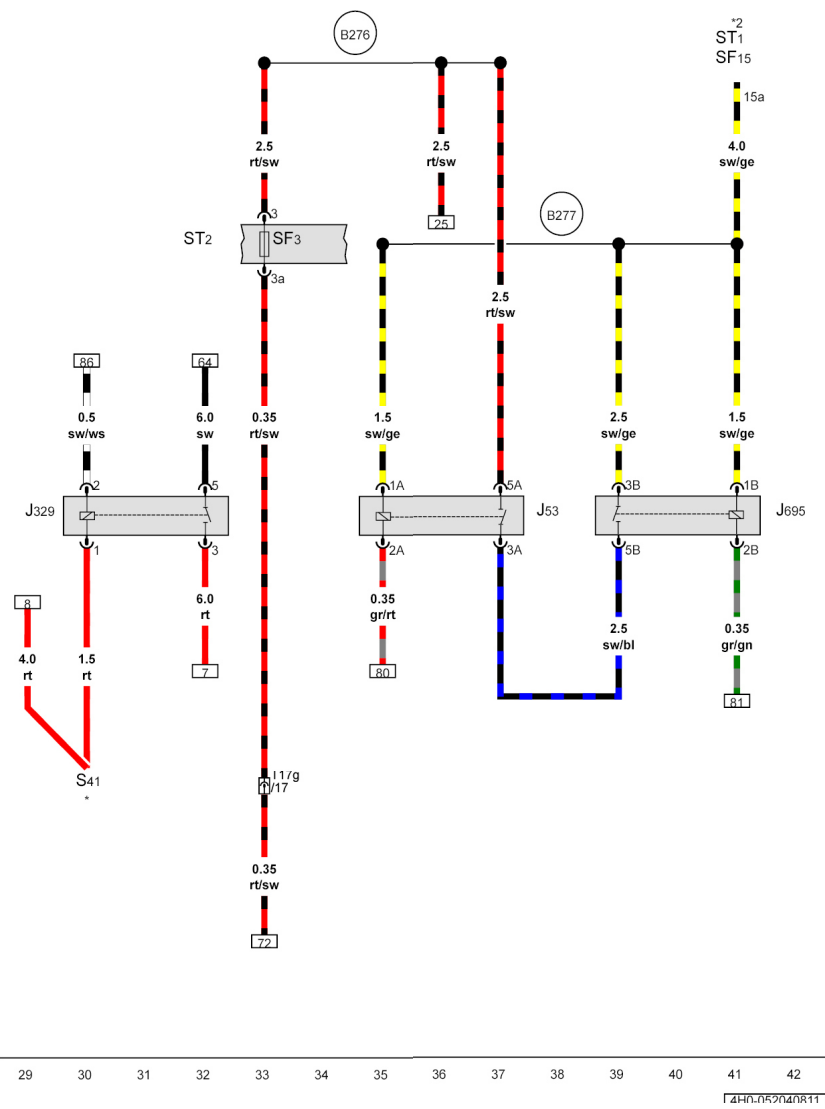 B276
*2
ST1
SF15
15a
2.5
rt/sw
2.5
rt/sw
4.0
sw/ge
3
25
B277
ST2
SF3
3a
2.5
rt/sw
86
64
0.5
sw/ws
6.0
sw
0.35
rt/sw
1.5
sw/ge
2.5
sw/ge
1.5
sw/ge
2
5
1A
5A
3B
1B
J329
J53
J695
1
3
2A
3A
5B
2B
8
6.0
rt
0.35
gr/rt
2.5
sw/bl
0.35
gr/gn
4.0
rt
1.5
rt
7
80
81
S41
*
T17g
/17
0.35
rt/sw
72
29 30 31 32 33 34 35 36 37 38 39 40 41 42
4H0-052040811